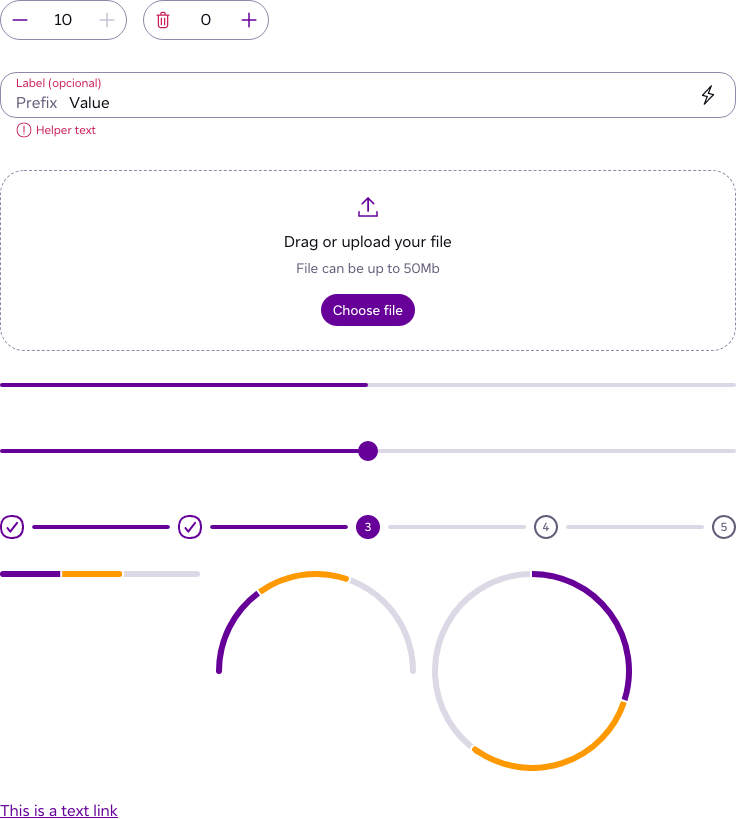 10
0
Label (opcional)
Prefix Value
Helper text
Drag or upload your file
File can be up to 50Mb
Choose file
3
4
5
This is a text link